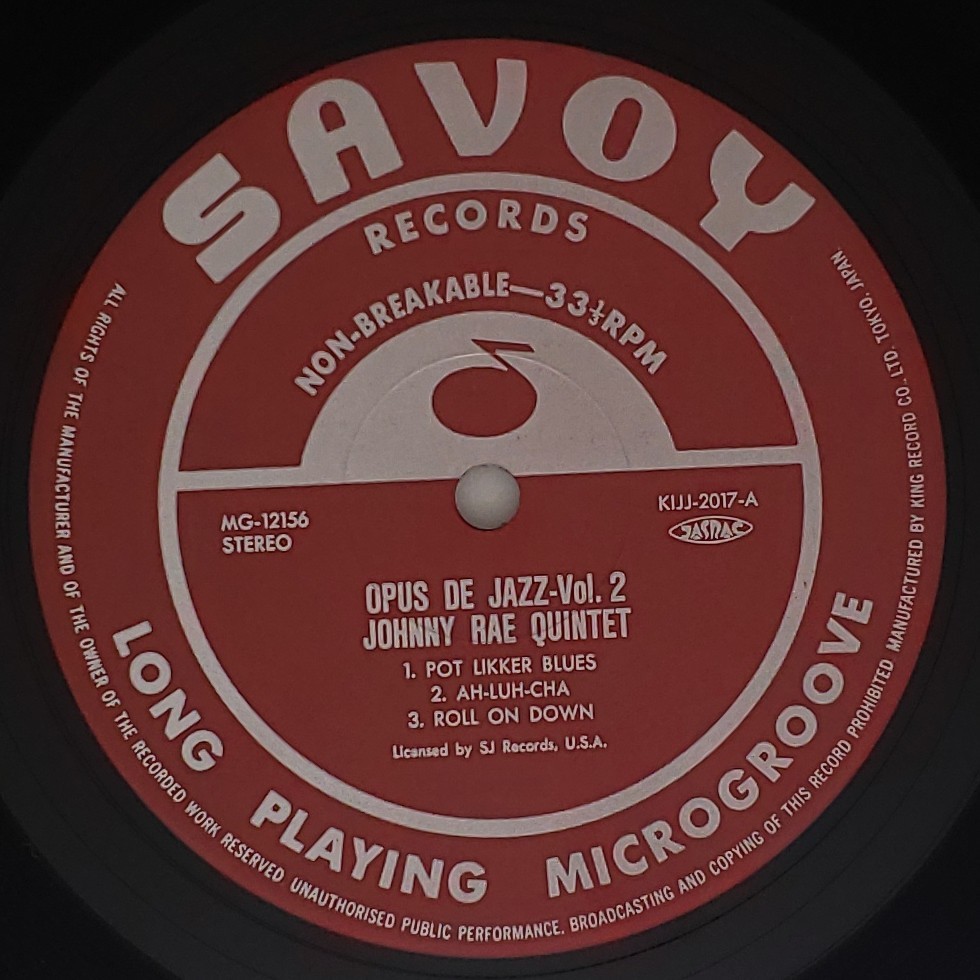 SAVOY
RECORDS
NON-BREAKABLE—33⅓RPM
MG-12156
STEREO
KIJJ-2017-A
JASRAC
OPUS DE JAZZ-Vol. 2
JOHNNY RAE QUINTET
1. POT LIKKER BLUES
2. AH-LUH-CHA
3. ROLL ON DOWN
Licensed by SJ Records, U.S.A.
LONG PLAYING MICROGROOVE
ALL RIGHTS OF THE MANUFACTURER AND OF THE OWNER OF THE RECORDED WORK RESERVED UNAUTHORISED PUBLIC PERFORMANCE. BROADCASTING AND COPYING OF THIS RECORD PROHIBITED MANUFACTURED BY KING RECORD CO., LTD. TOKYO, JAPAN